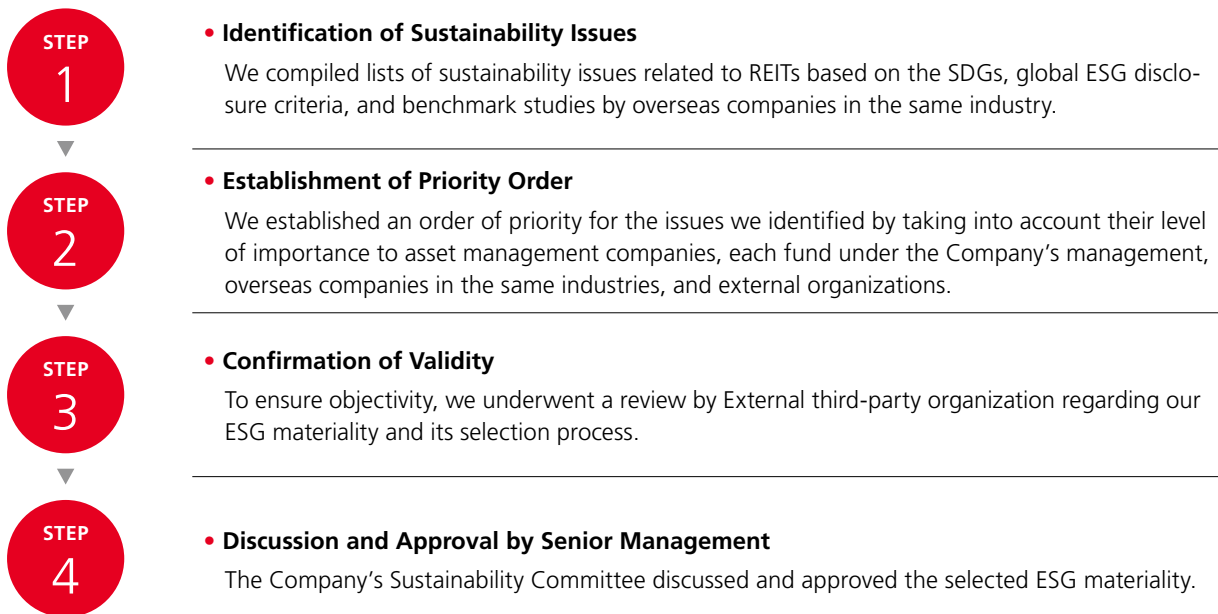 STEP
1
• Identification of Sustainability Issues
We compiled lists of sustainability issues related to REITs based on the SDGs, global ESG disclo-
sure criteria, and benchmark studies by overseas companies in the same industry.
STEP
2
• Establishment of Priority Order
We established an order of priority for the issues we identified by taking into account their level
of importance to asset management companies, each fund under the Company's management,
overseas companies in the same industries, and external organizations.
STEP
3
• Confirmation of Validity
To ensure objectivity, we underwent a review by External third-party organization regarding our
ESG materiality and its selection process.
STEP
4
• Discussion and Approval by Senior Management
The Company's Sustainability Committee discussed and approved the selected ESG materiality.